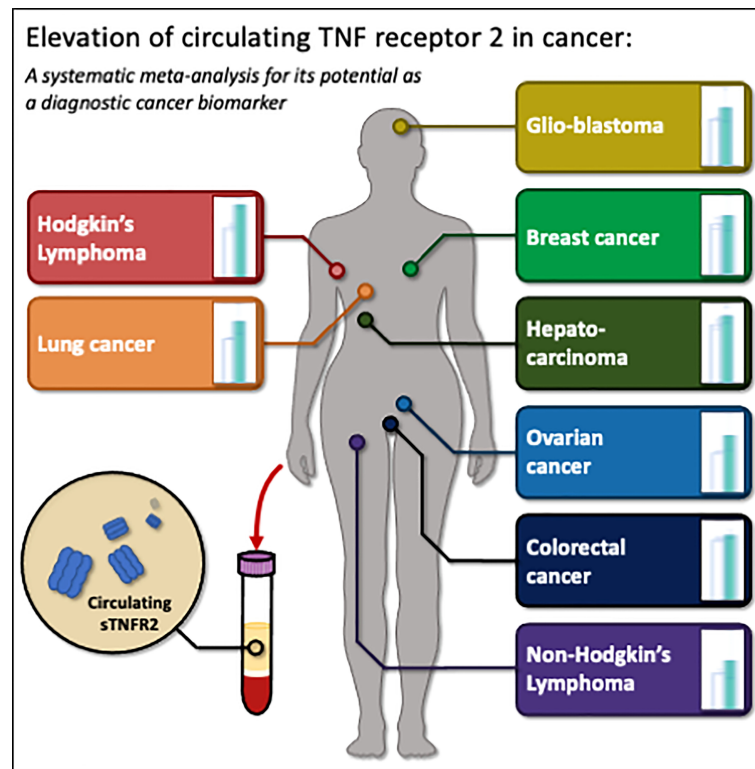 Elevation of circulating TNF receptor 2 in cancer:
A systematic meta-analysis for its potential as
a diagnostic cancer biomarker
Glio-blastoma
Hodgkin's
Lymphoma
Breast cancer
Lung cancer
Hepato-
carcinoma
Ovarian
cancer
Colorectal
cancer
Circulating
sTNFR2
Non-Hodgkin's
Lymphoma